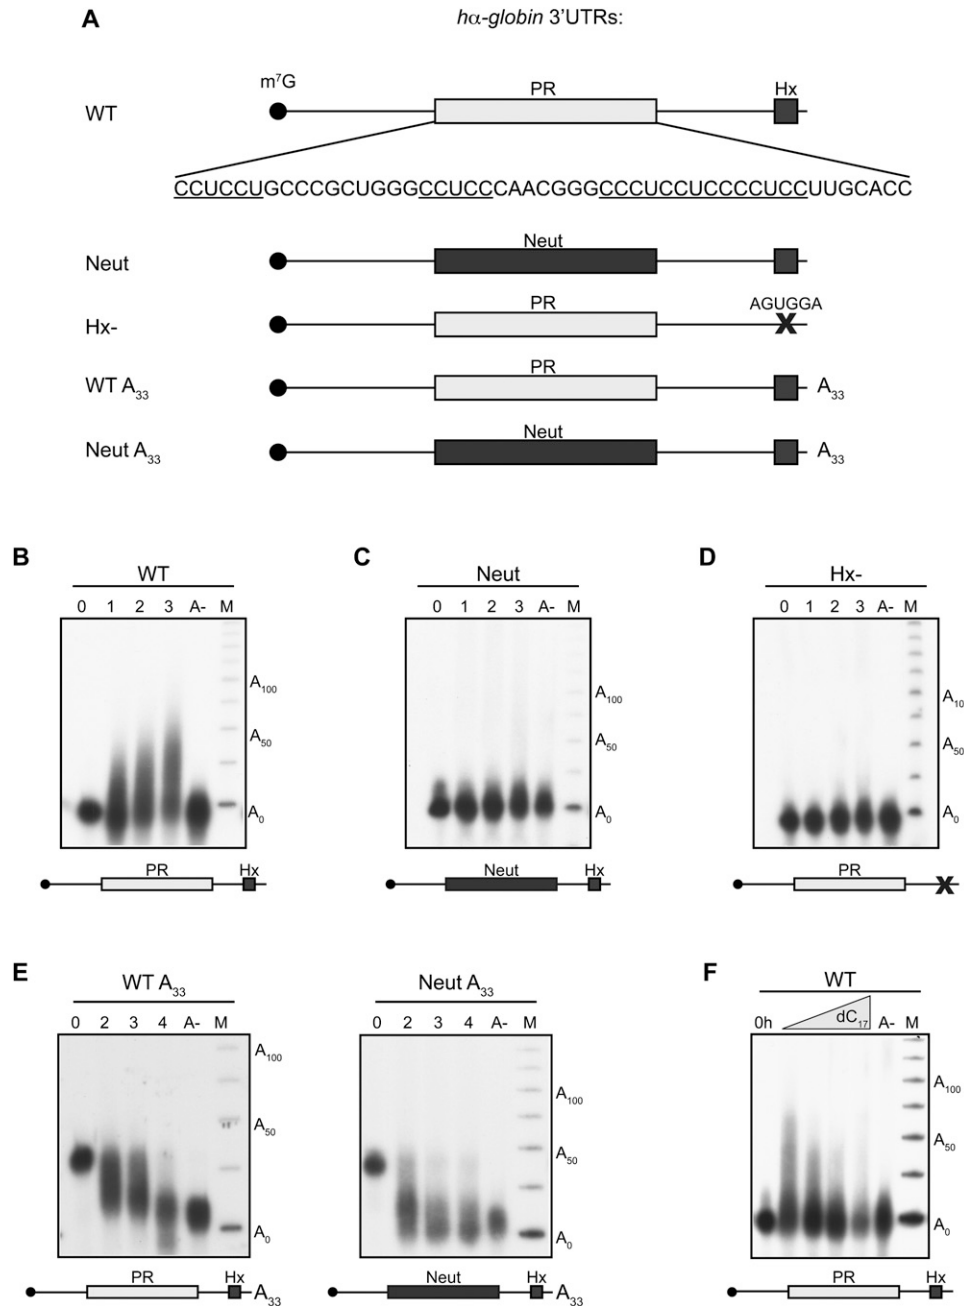 A
hα-globin 3'UTRs:
m⁷G
PR
Hx
WT
CCUCCUGCCCGCUGGGCCUCCCAACGGGCCCUCCUCCCCUCCUUGCACC
Neut
Neut
AGUGGA
PR
Hx-
X
PR
WT A₃₃
A₃₃
Neut
Neut A₃₃
A₃₃
B
WT
0 1 2 3 A- M
A₁₀₀
A₅₀
A₀
PR
Hx
C
Neut
0 1 2 3 A- M
A₁₀₀
A₅₀
A₀
Neut
Hx
D
Hx-
0 1 2 3 A- M
A₁₀
A₅₀
A₀
PR
X
E
WT A₃₃
0 2 3 4 A- M
A₁₀₀
A₅₀
A₀
PR
Hx
A₃₃
Neut A₃₃
0 2 3 4 A- M
A₁₀₀
A₅₀
A₀
Neut
Hx
A₃₃
F
WT
0h dC₁₇ A- M
A₁₀₀
A₅₀
A₀
PR
Hx